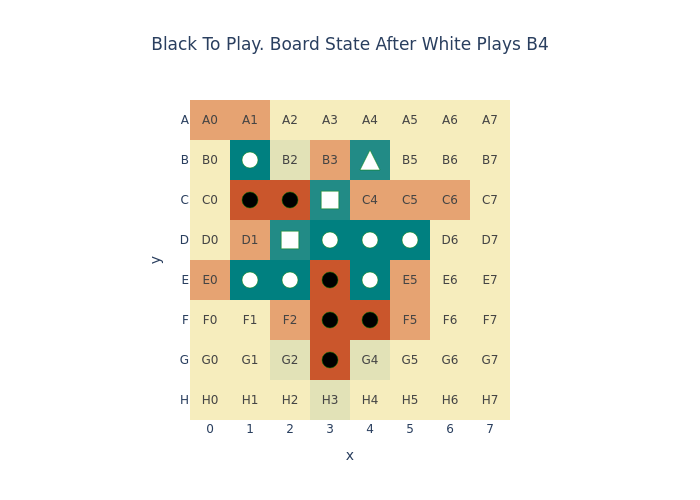 Black To Play. Board State After White Plays B4
A A0 A1 A2 A3 A4 A5 A6 A7
B B0 B2 B3 B5 B6 B7
C C0 C4 C5 C6 C7
D D0 D1 D6 D7
y
E E0 E5 E6 E7
F F0 F1 F2 F5 F6 F7
G G0 G1 G2 G4 G5 G6 G7
H H0 H1 H2 H3 H4 H5 H6 H7
0 1 2 3 4 5 6 7
x